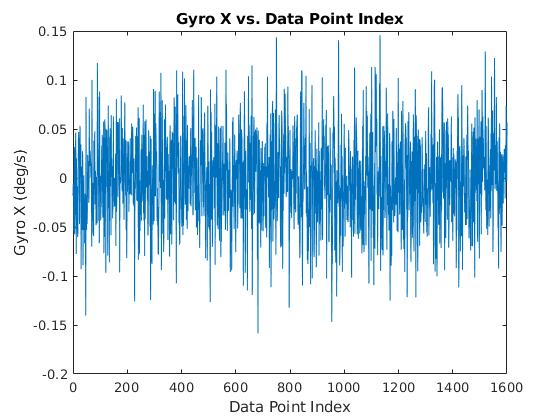 Gyro X vs. Data Point Index
0.15
0.1
0.05
0
-0.05
-0.1
-0.15
-0.2
Gyro X (deg/s)
0 200 400 600 800 1000 1200 1400 1600
Data Point Index